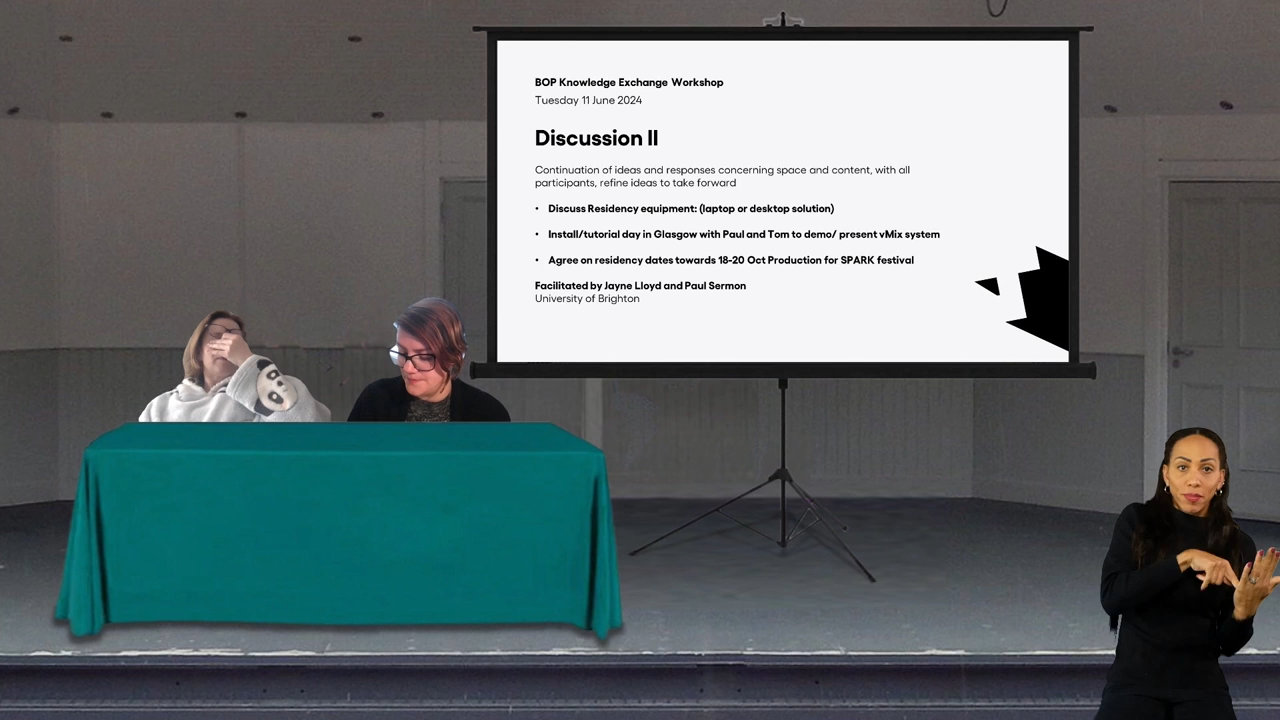 BOP Knowledge Exchange Workshop
Tuesday 11 June 2024
Discussion II
Continuation of ideas and responses concerning space and content, with all
participants, refine ideas to take forward
• Discuss Residency equipment: (laptop or desktop solution)
• Install/tutorial day in Glasgow with Paul and Tom to demo/ present vMix system
• Agree on residency dates towards 18-20 Oct Production for SPARK festival
Facilitated by Jayne Lloyd and Paul Sermon
University of Brighton